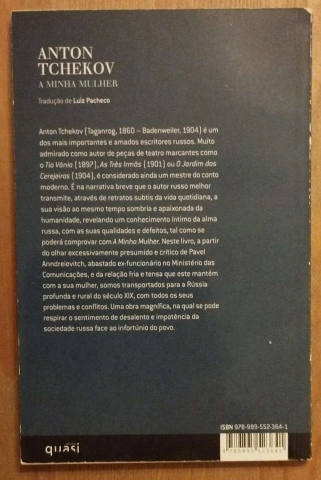 ANTON
TCHEKOV
A MINHA MULHER
Tradução de Luiz Pacheco
Anton Tchekov (Taganrog, 1860 – Badenweiler, 1904) é um
dos mais importantes e amados escritores russos. Muito
admirado como autor de peças de teatro marcantes como
o Tio Vânia (1897), As Três Irmãs (1901) ou O Jardim das
Cerejeiras (1904), é considerado ainda um mestre do conto
moderno. É na narrativa breve que o autor russo melhor
transmite, através de retratos subtis da vida quotidiana, a
sua visão ao mesmo tempo sombria e apaixonada da
humanidade, revelando um conhecimento íntimo da alma
russa, com as suas qualidades e defeitos, tal como se
poderá comprovar com A Minha Mulher. Neste livro, a partir
do olhar excessivamente presumido e crítico de Pavel
Anndreievitch, abastado ex-funcionário no Ministério das
Comunicações, e da relação fria e tensa que este mantém
com a sua mulher, somos transportados para a Rússia
profunda e rural do século XIX, com todos os seus
problemas e conflitos. Uma obra magnífica, na qual se pode
respirar o sentimento de desalento e impotência da
sociedade russa face ao infortúnio do povo.
ISBN 978-989-552-364-1
quasi